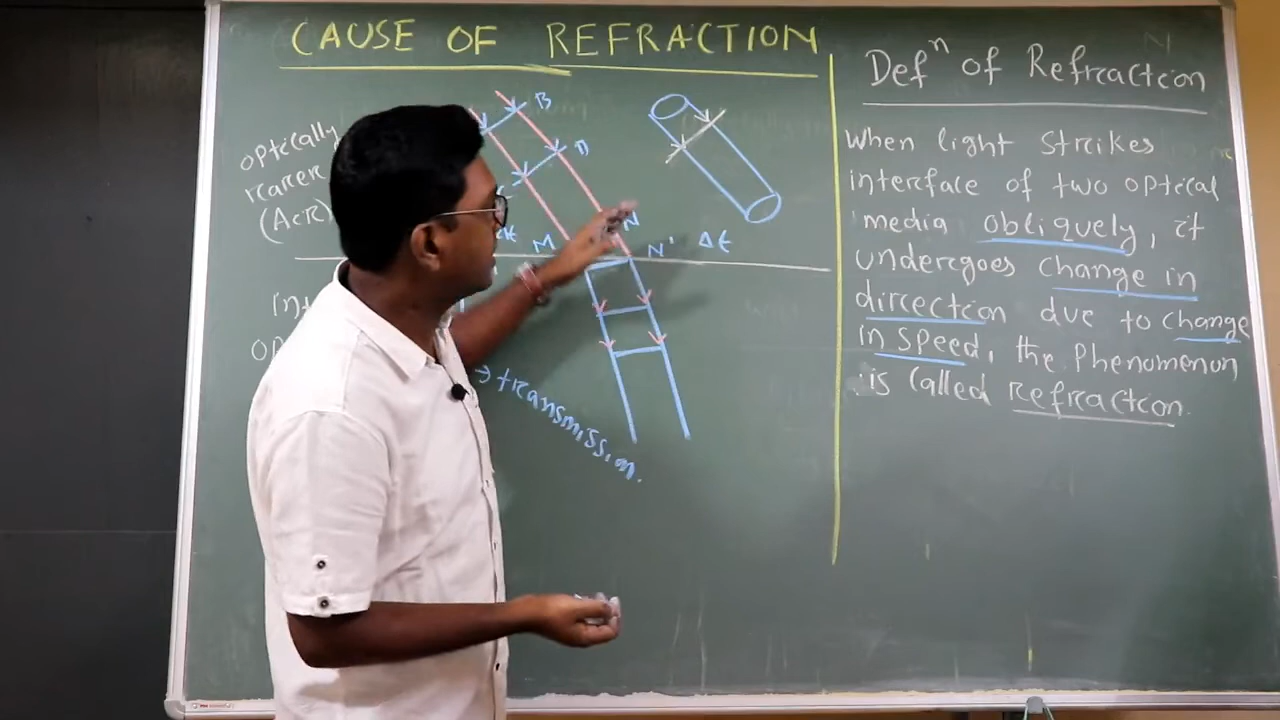 CAUSE OF REFRACTION
Defⁿ of Refraction
optically
rarer
(Air)
B
D
M
N
N' Δt
→ transmission.
When light strikes
interface of two optical
media obliquely, it
undergoes change in
direction due to change
in speed, the Phenomenon
is called refraction.